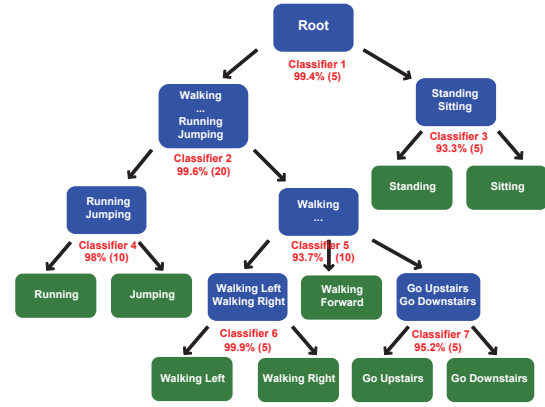 Root
Classifier 1
99.4% (5)
Walking
...
Running
Jumping
Standing
Sitting
Classifier 2
99.6% (20)
Classifier 3
93.3% (5)
Standing
Sitting
Running
Jumping
Walking
...
Classifier 4
98% (10)
Classifier 5
93.7% (10)
Running
Jumping
Walking Left
Walking Right
Walking
Forward
Go Upstairs
Go Downstairs
Classifier 6
99.9% (5)
Classifier 7
95.2% (5)
Walking Left
Walking Right
Go Upstairs
Go Downstairs